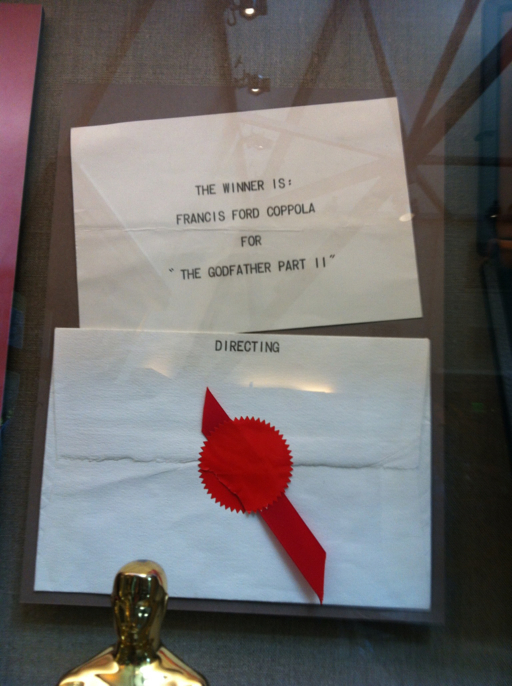 THE WINNER IS:
FRANCIS FORD COPPOLA
FOR
"THE GODFATHER PART II"
DIRECTING